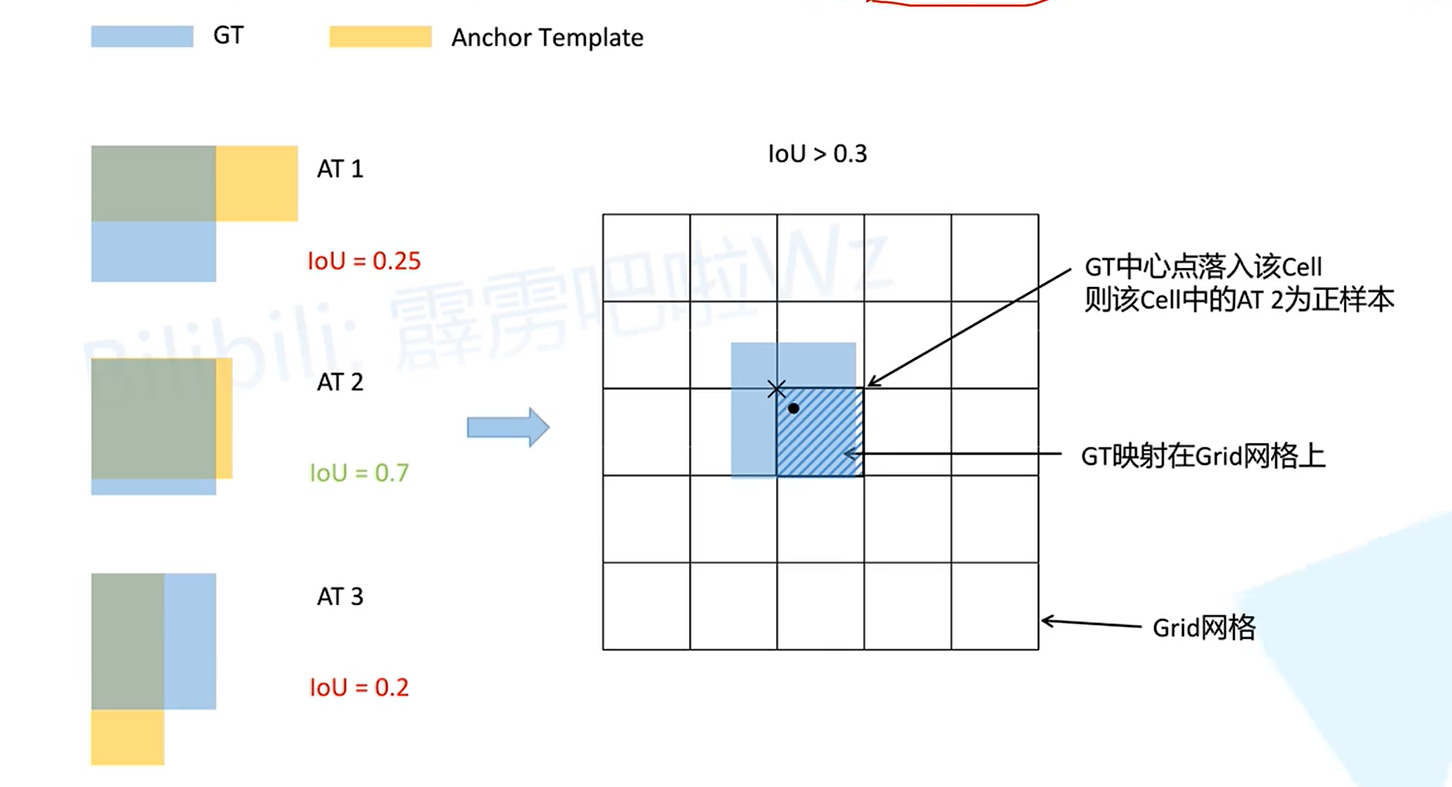 GT
Anchor Template
AT 1
IoU = 0.25
AT 2
IoU = 0.7
AT 3
IoU = 0.2
IoU > 0.3
GT中心点落入该Cell
则该Cell中的AT 2为正样本
GT映射在Grid网格上
Grid网格
Bilibili: 霹雳吧啦Wz